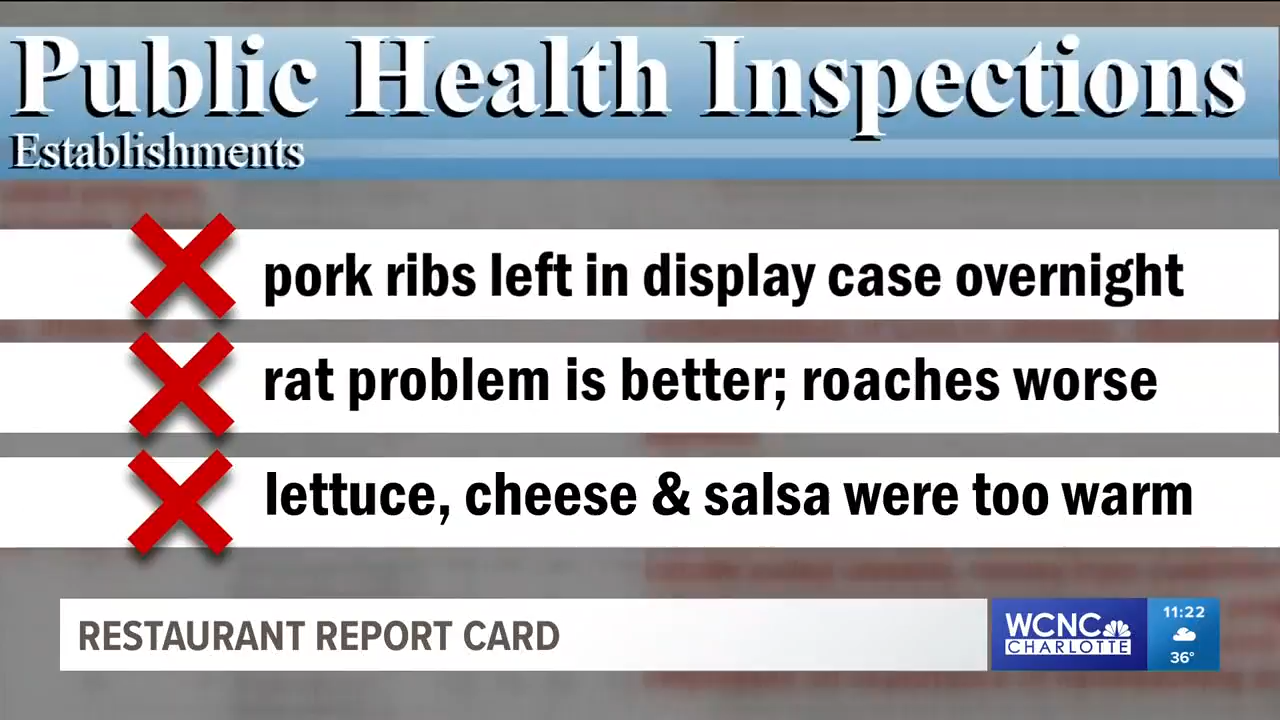 Public Health Inspections
Establishments
pork ribs left in display case overnight
rat problem is better; roaches worse
lettuce, cheese & salsa were too warm
RESTAURANT REPORT CARD
WCNC
CHARLOTTE
11:22
36°